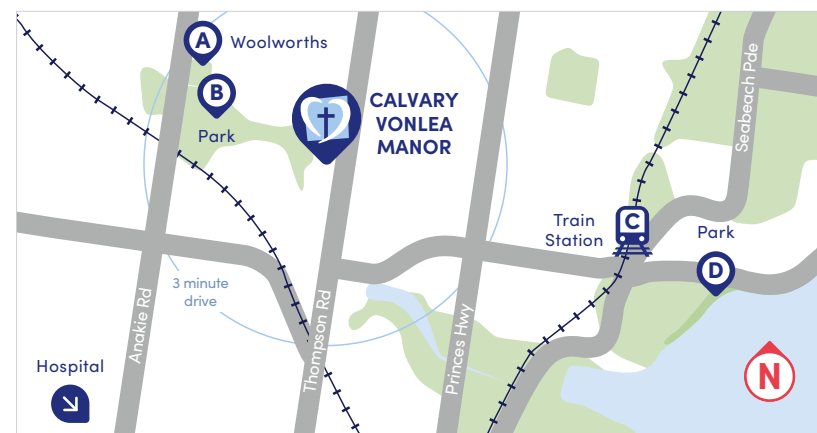 A
Woolworths
B
Park
CALVARY
VONLEA
MANOR
Seabeach Pde
Train
Station
C
Park
D
3 minute
drive
Anakie Rd
Thompson Rd
Princes Hwy
Hospital
N